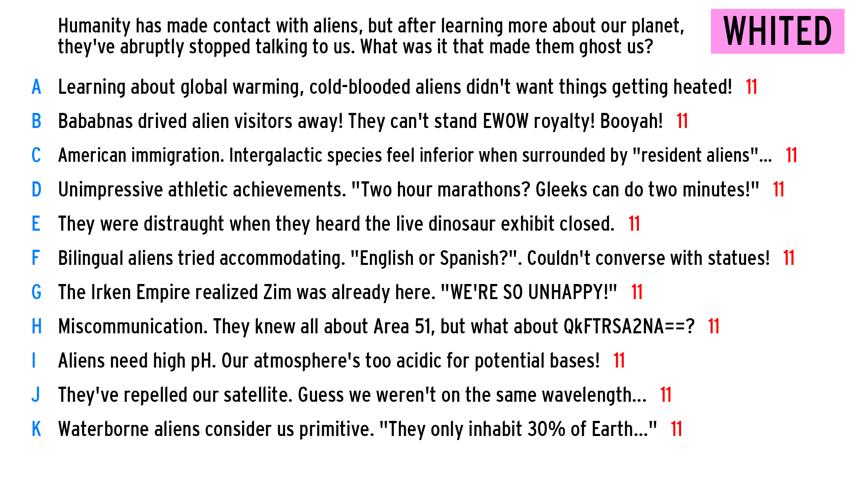 Humanity has made contact with aliens, but after learning more about our planet,
they've abruptly stopped talking to us. What was it that made them ghost us?
WHITED
A Learning about global warming, cold-blooded aliens didn't want things getting heated! 11
B Bababnas drived alien visitors away! They can't stand EWOW royalty! Booyah! 11
C American immigration. Intergalactic species feel inferior when surrounded by "resident aliens"... 11
D Unimpressive athletic achievements. "Two hour marathons? Gleeks can do two minutes!" 11
E They were distraught when they heard the live dinosaur exhibit closed. 11
F Bilingual aliens tried accommodating. "English or Spanish?". Couldn't converse with statues! 11
G The Irken Empire realized Zim was already here. "WE'RE SO UNHAPPY!" 11
H Miscommunication. They knew all about Area 51, but what about QkFTRSA2NA==? 11
I Aliens need high pH. Our atmosphere's too acidic for potential bases! 11
J They've repelled our satellite. Guess we weren't on the same wavelength... 11
K Waterborne aliens consider us primitive. "They only inhabit 30% of Earth..." 11